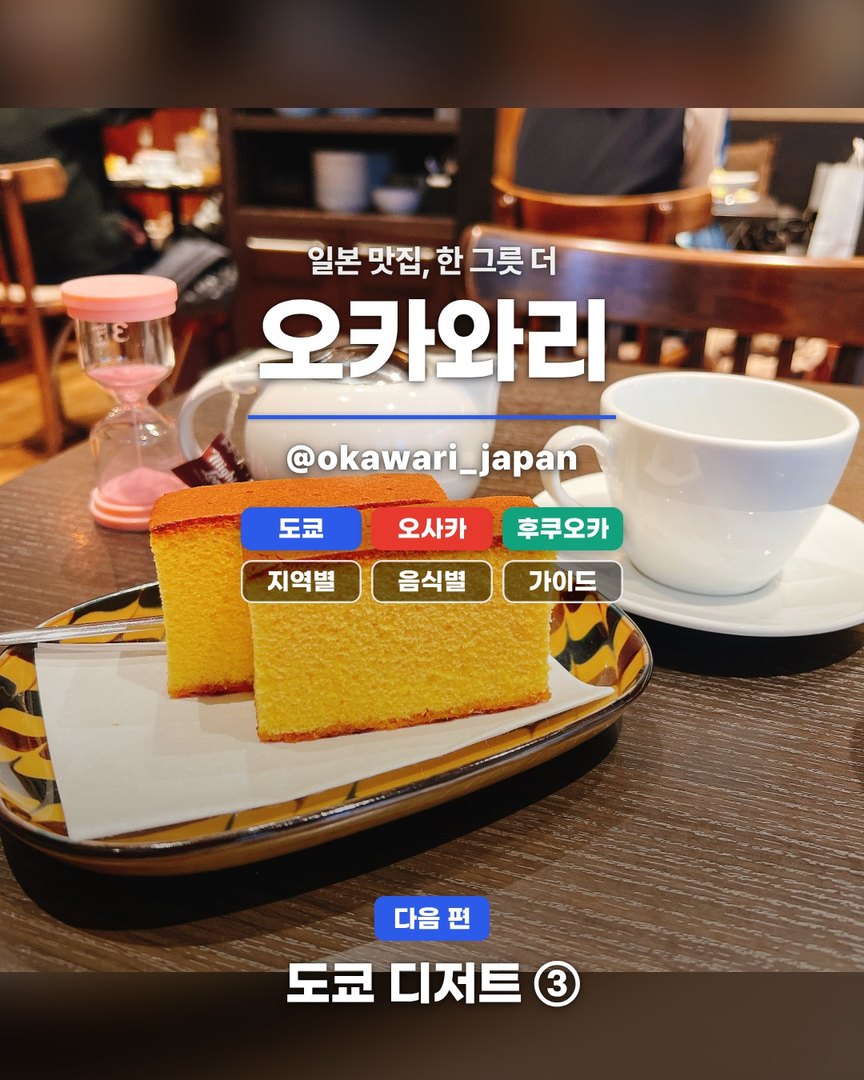 일본 맛집, 한 그릇 더
오카와리
@okawari_japan
도쿄 오사카 후쿠오카
지역별 음식별 가이드
다음 편
도쿄 디저트 ③